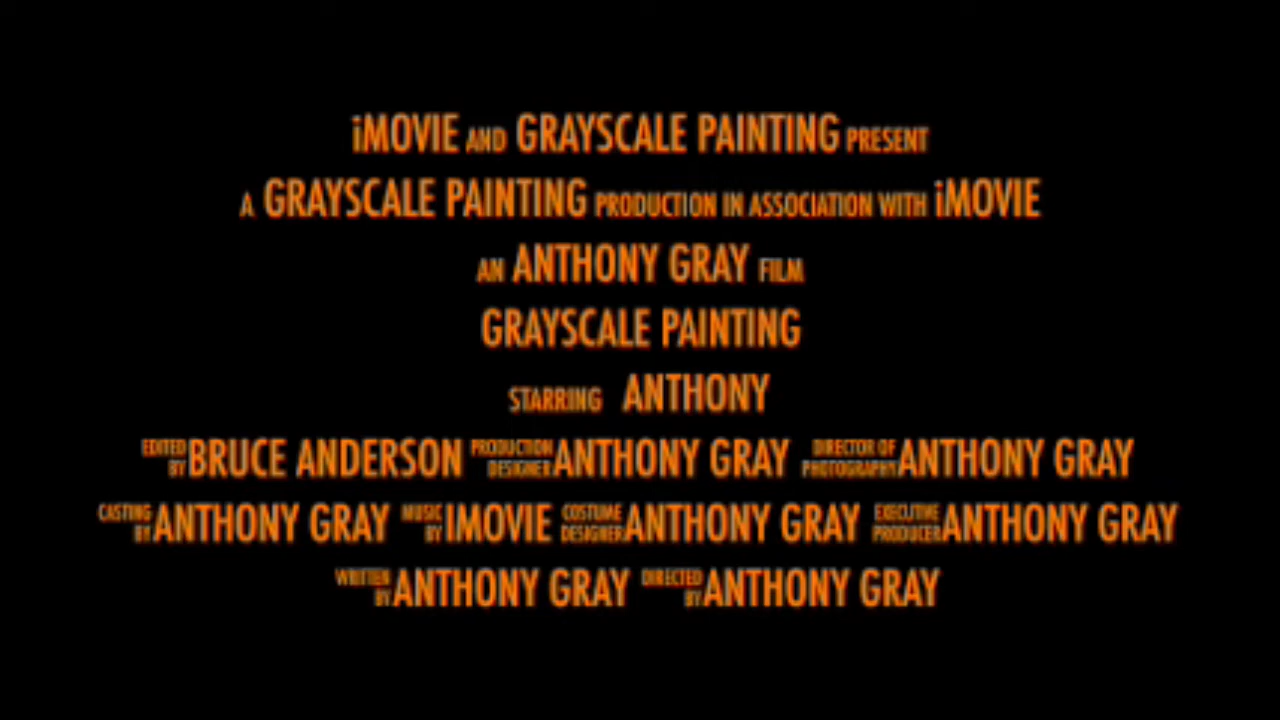 iMOVIE AND GRAYSCALE PAINTING PRESENT
A GRAYSCALE PAINTING PRODUCTION IN ASSOCIATION WITH iMOVIE
AN ANTHONY GRAY FILM
GRAYSCALE PAINTING
STARRING ANTHONY
EDITED BY BRUCE ANDERSON PRODUCTION DESIGNER ANTHONY GRAY DIRECTOR OF PHOTOGRAPHY ANTHONY GRAY
CASTING BY ANTHONY GRAY MUSIC BY IMOVIE COSTUME DESIGNER ANTHONY GRAY EXECUTIVE PRODUCER ANTHONY GRAY
WRITTEN BY ANTHONY GRAY DIRECTED BY ANTHONY GRAY